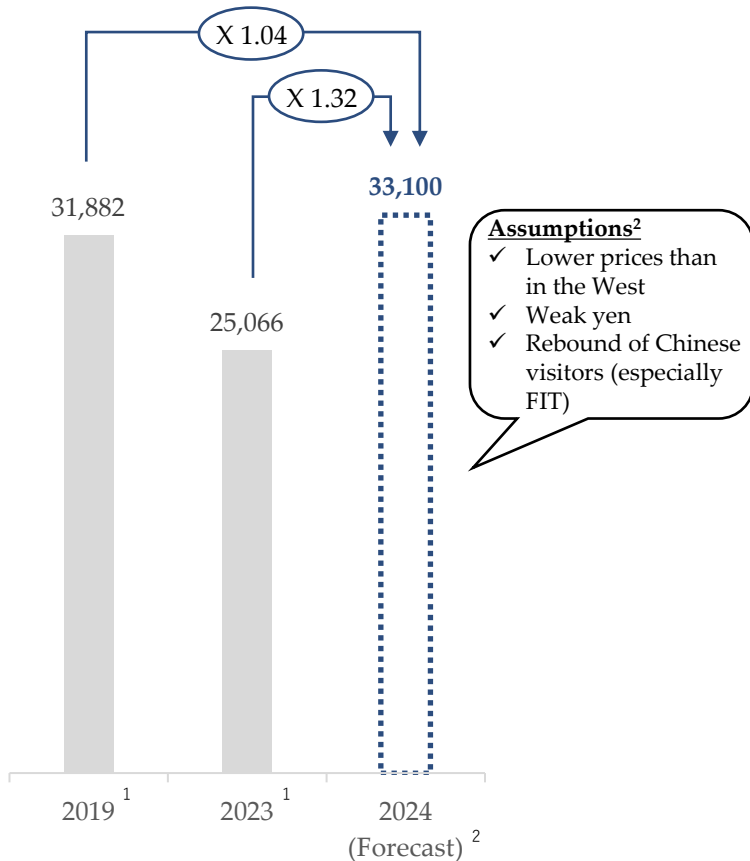 X 1.04
X 1.32
33,100
31,882
25,066
Assumptions²
✓ Lower prices than
in the West
✓ Weak yen
✓ Rebound of Chinese
visitors (especially
FIT)
2019 ¹
2023 ¹
2024
(Forecast) ²